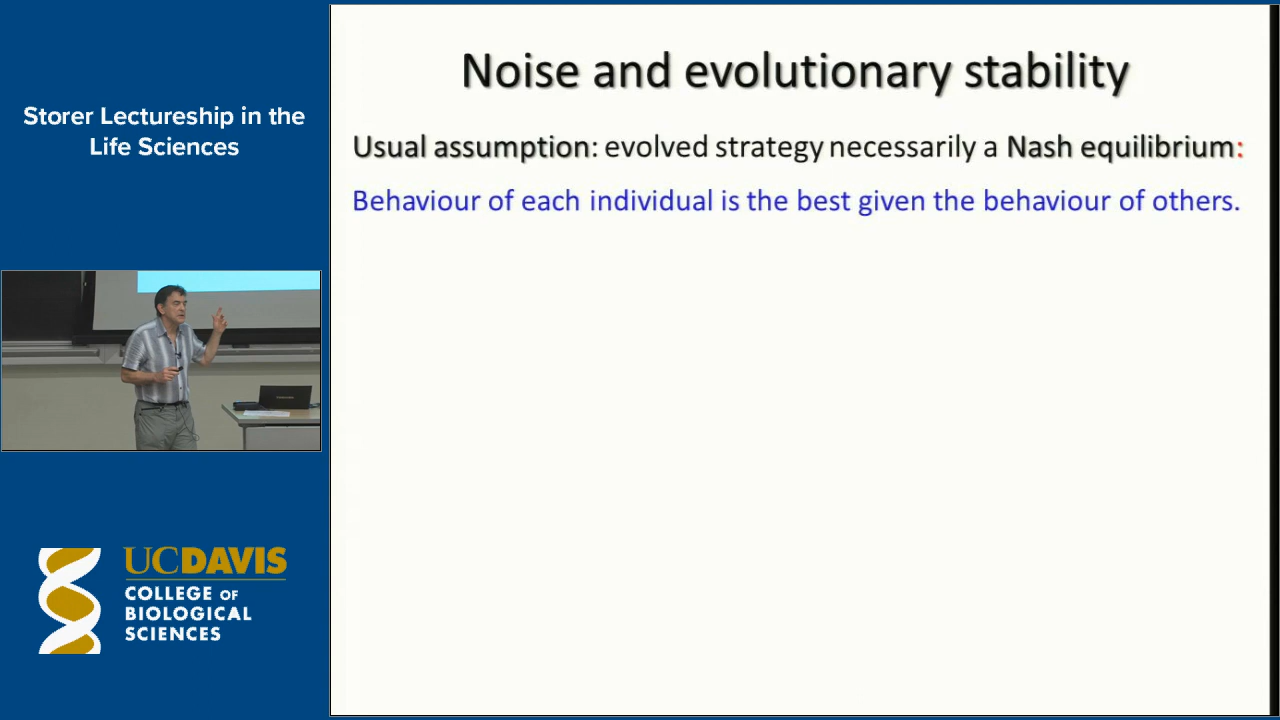 Storer Lectureship in the
Life Sciences
Noise and evolutionary stability
Usual assumption: evolved strategy necessarily a Nash equilibrium:
Behaviour of each individual is the best given the behaviour of others.
UCDAVIS
COLLEGE OF
BIOLOGICAL
SCIENCES